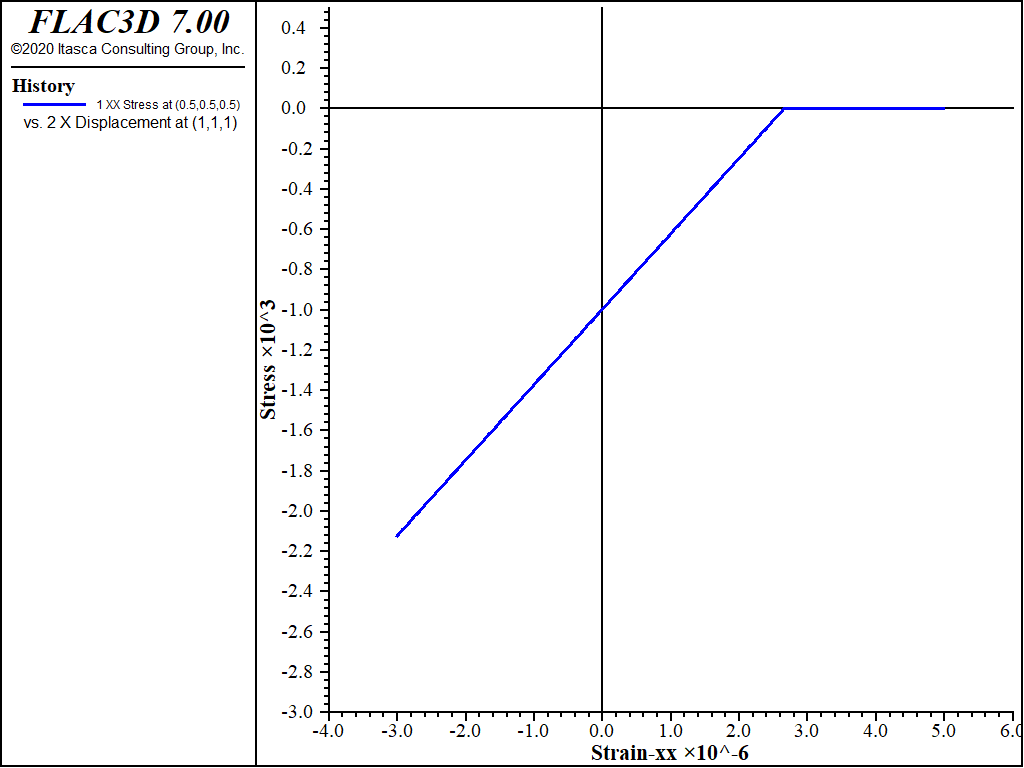 FLAC3D 7.00
©2020 Itasca Consulting Group, Inc.
History
1 XX Stress at (0.5,0.5,0.5)
vs. 2 X Displacement at (1,1,1)
0.4
0.2
0.0
-0.2
-0.4
-0.6
-0.8
-1.0
-1.2
-1.4
-1.6
-1.8
-2.0
-2.2
-2.4
-2.6
-2.8
-3.0
Stress ×10^3
-4.0 -3.0 -2.0 -1.0 0.0 1.0 2.0 3.0 4.0 5.0 6.0
Strain-xx ×10^-6